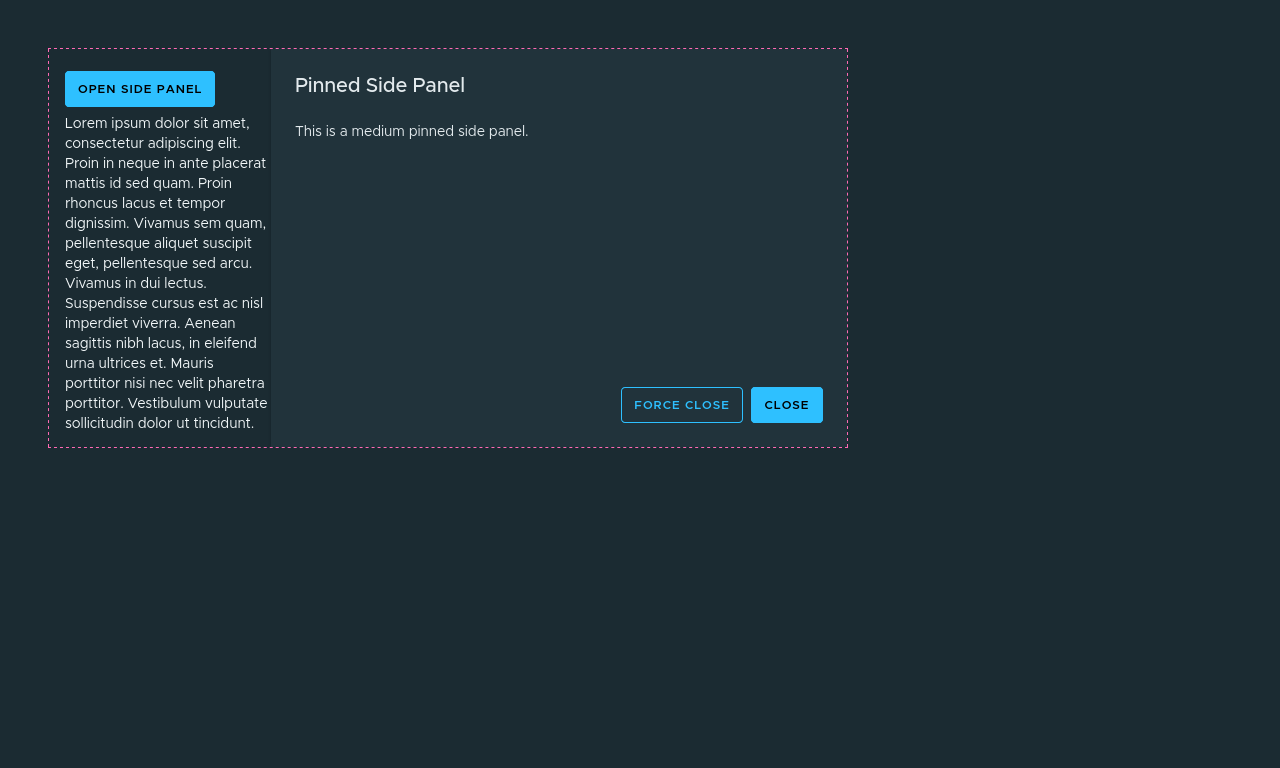 OPEN SIDE PANEL
Lorem ipsum dolor sit amet,
consectetur adipiscing elit.
Proin in neque in ante placerat
mattis id sed quam. Proin
rhoncus lacus et tempor
dignissim. Vivamus sem quam,
pellentesque aliquet suscipit
eget, pellentesque sed arcu.
Vivamus in dui lectus.
Suspendisse cursus est ac nisl
imperdiet viverra. Aenean
sagittis nibh lacus, in eleifend
urna ultrices et. Mauris
porttitor nisi nec velit pharetra
porttitor. Vestibulum vulputate
sollicitudin dolor ut tincidunt.
Pinned Side Panel
This is a medium pinned side panel.
FORCE CLOSE
CLOSE